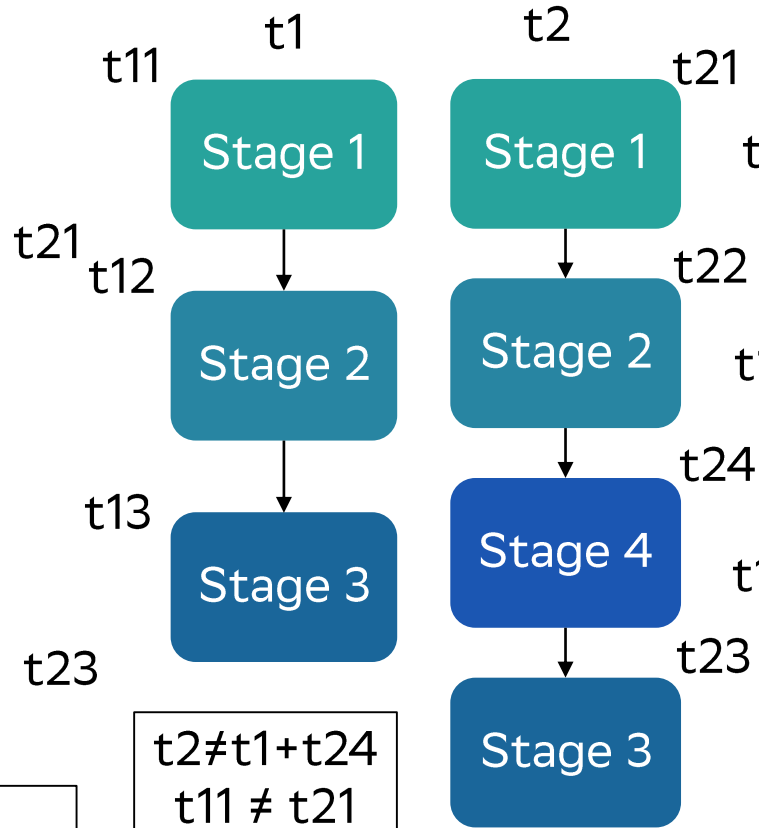 t1
t2
t11
t21
Stage 1
Stage 1
t21
t12
t22
Stage 2
Stage 2
t24
t13
Stage 3
Stage 4
t23
t23
t2≠t1+t24
t11 ≠ t21
Stage 3